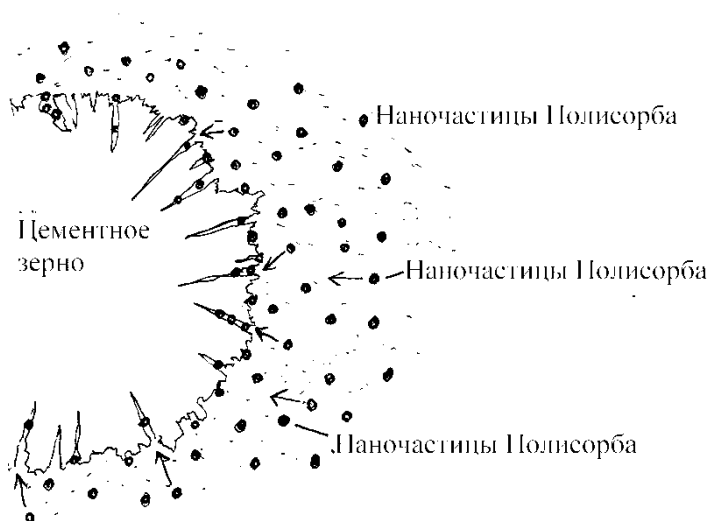 Наночастицы Полисорба
Цементное
зерно
Наночастицы Полисорба
Наночастицы Полисорба